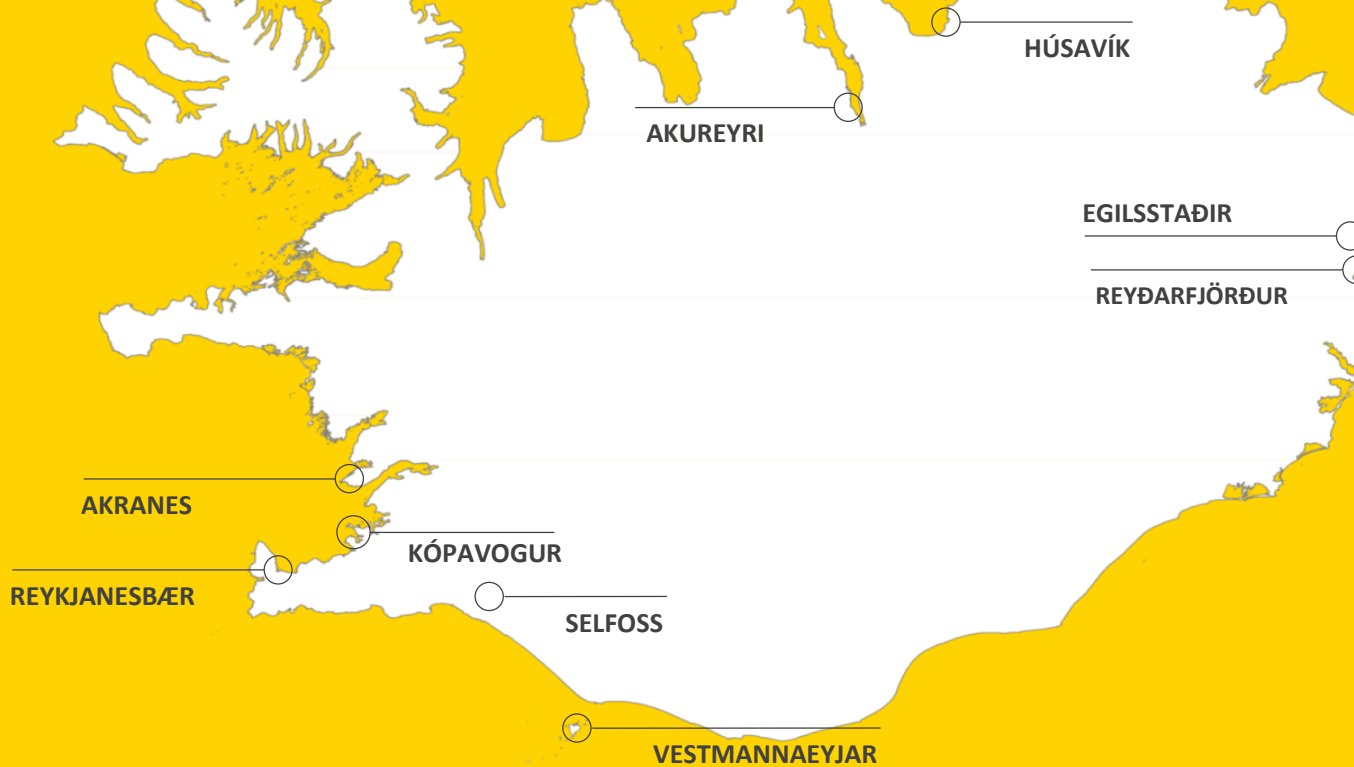 HÚSAVÍK
AKUREYRI
EGILSSTAÐIR
REYÐARFJÖRÐUR
AKRANES
KÓPAVOGUR
REYKJANESBÆR
SELFOSS
VESTMANNAEYJAR